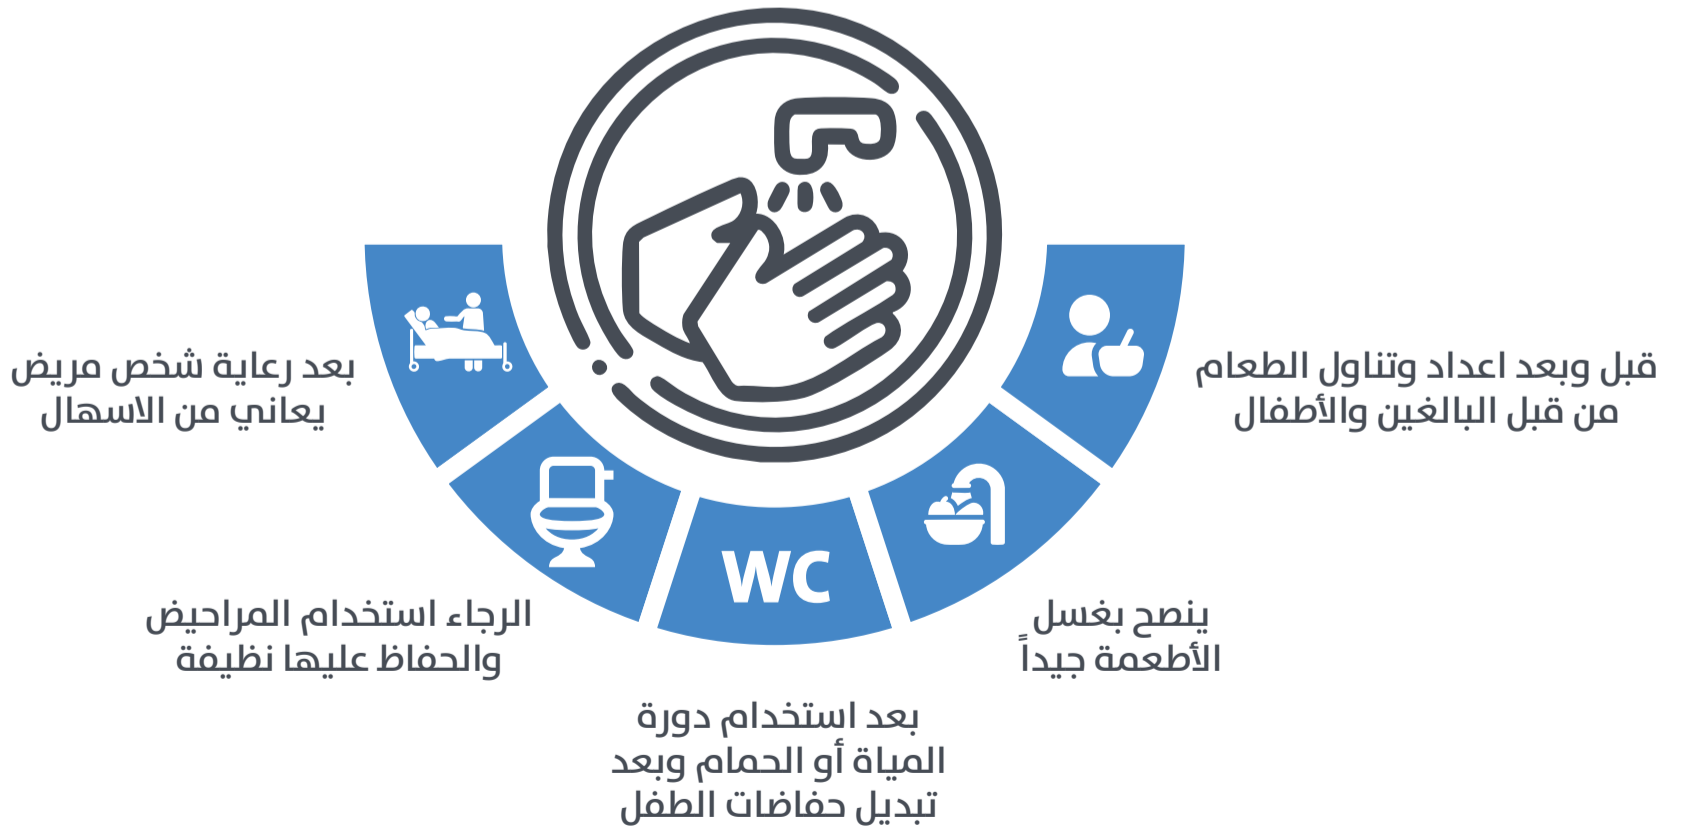 قبل وبعد اعداد وتناول الطعام
من قبل البالغين والأطفال
ينصح بغسل
الأطعمة جيداً
WC
بعد استخدام دورة
المياة أو الحمام وبعد
تبديل حفاضات الطفل
الرجاء استخدام المراحيض
والحفاظ عليها نظيفة
بعد رعاية شخص مريض
يعاني من الاسهال